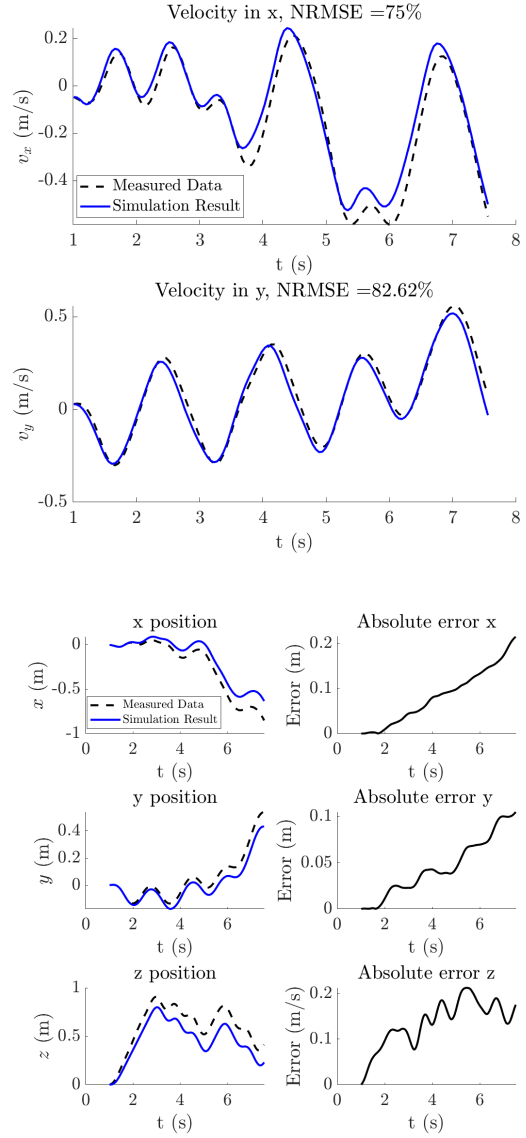 Velocity in x, NRMSE =75%
0.2
0
-0.2
-0.4
v_x (m/s)
Measured Data
Simulation Result
1 2 3 4 5 6 7 8
t (s)
Velocity in y, NRMSE =82.62%
0.5
0
-0.5
v_y (m/s)
1 2 3 4 5 6 7 8
t (s)
x position
0
-0.5
-1
x (m)
Measured Data
Simulation Result
0 2 4 6
t (s)
Absolute error x
0.2
0.1
0
Error (m)
0 2 4 6
t (s)
y position
0.4
0.2
0
y (m)
0 2 4 6
t (s)
Absolute error y
0.1
0.05
0
Error (m)
0 2 4 6
t (s)
z position
1
0.5
0
z (m)
0 2 4 6
t (s)
Absolute error z
0.2
0.1
0
Error (m/s)
0 2 4 6
t (s)